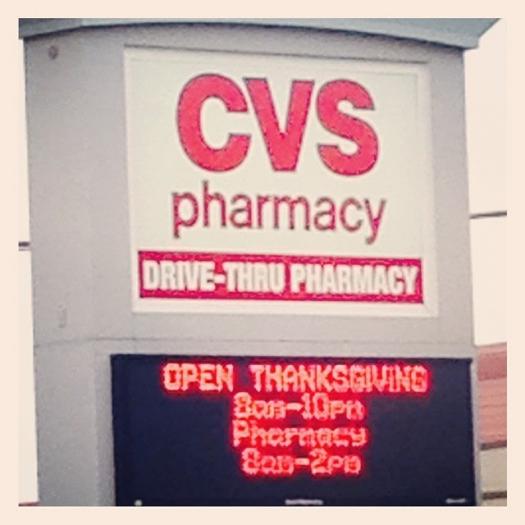 CVS
pharmacy
DRIVE-THRU PHARMACY
OPEN THANKSGIVING
8am-10pm
Pharmacy
8am-2pm